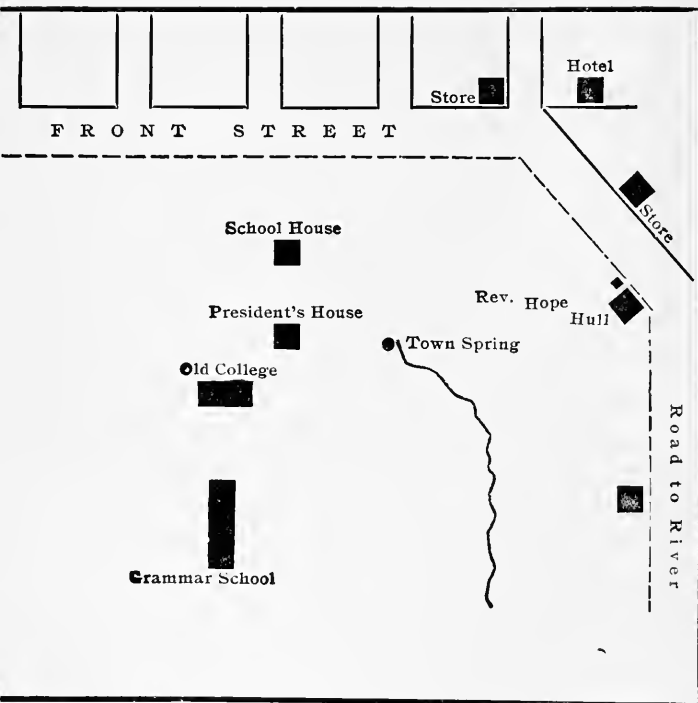 Hotel
Store
FRONT STREET
Store
School House
Rev. Hope Hull
President's House
Town Spring
Old College
Road to River
Grammar School